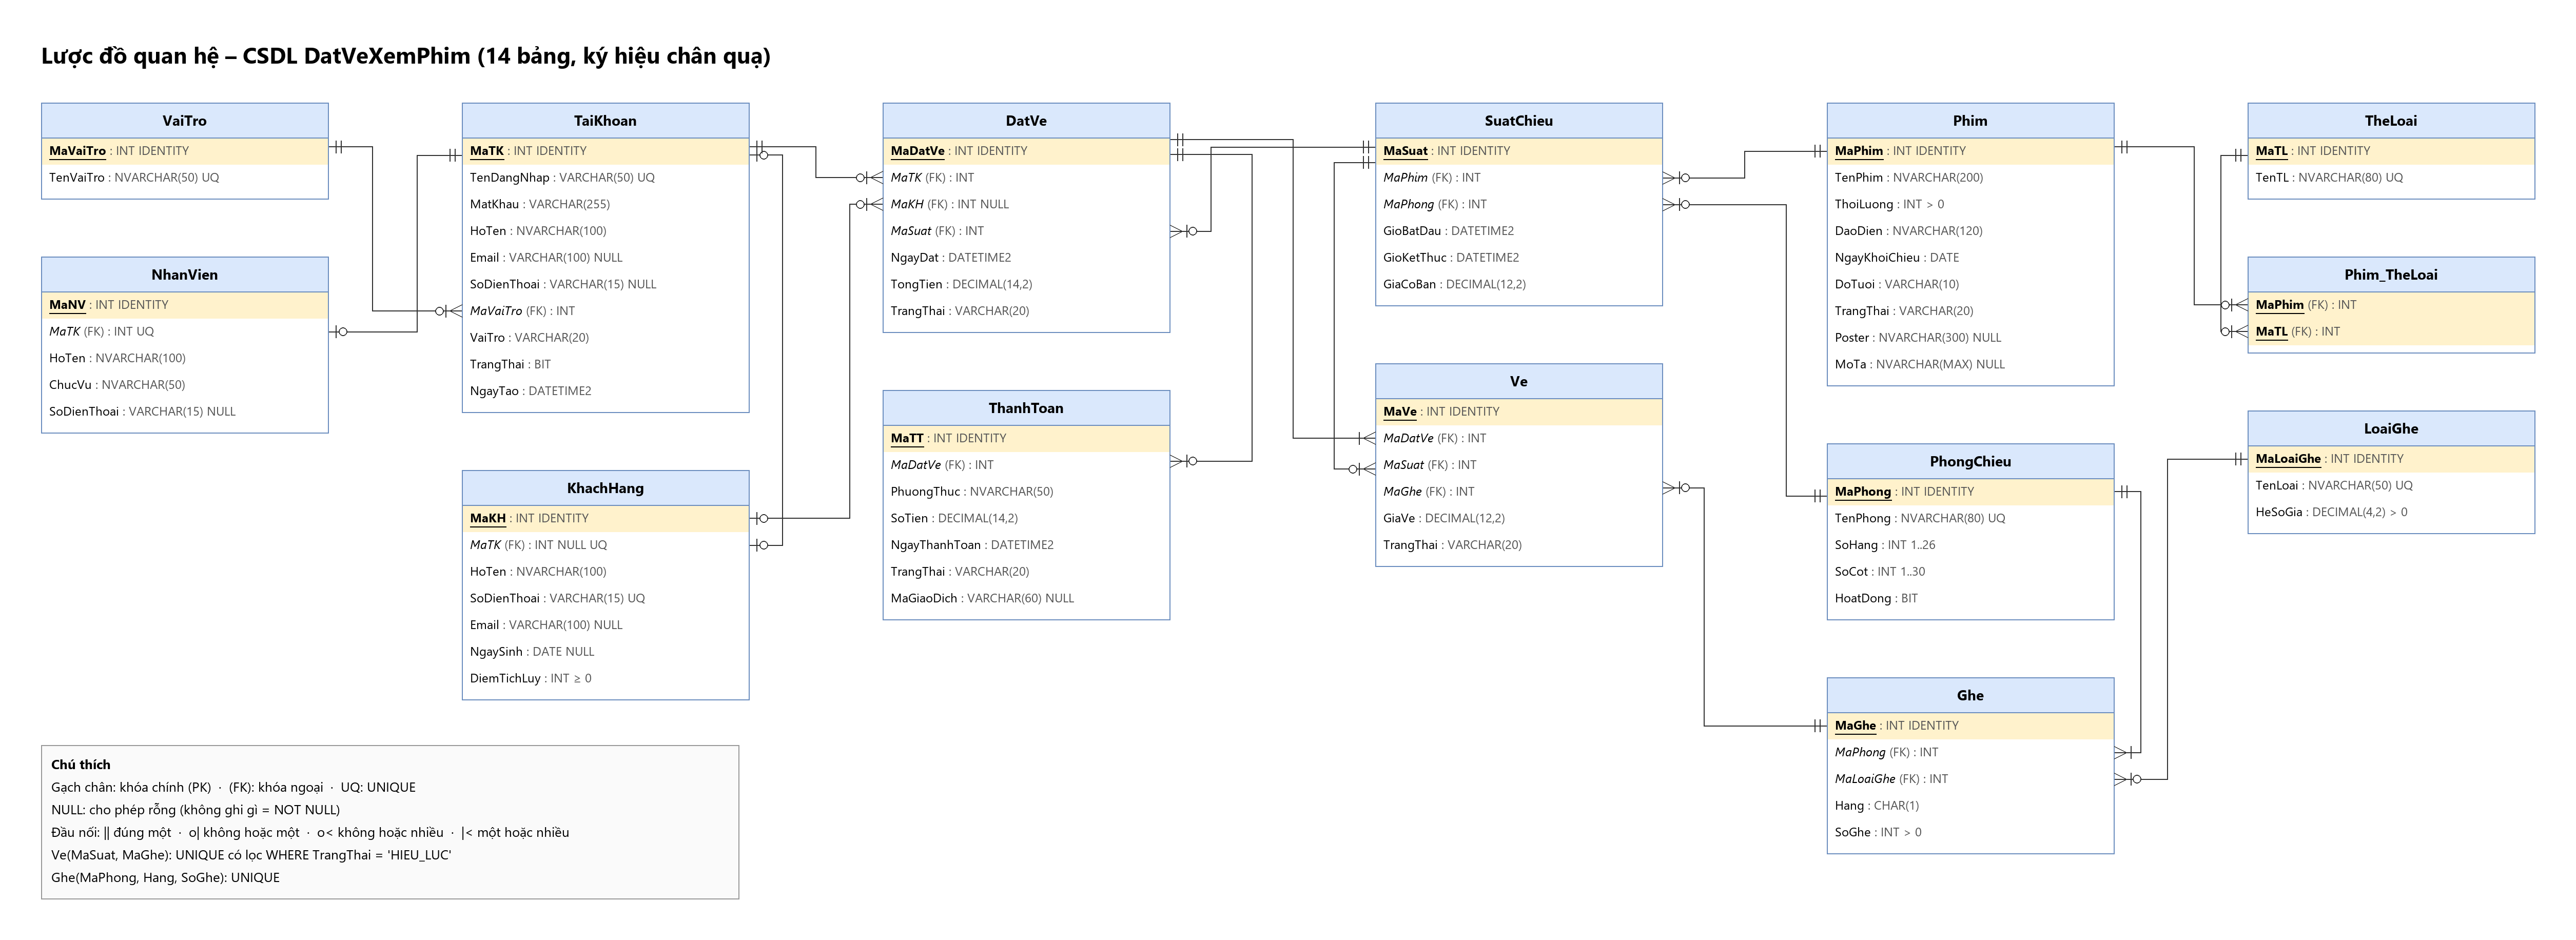 Lược đồ quan hệ – CSDL DatVeXemPhim (14 bảng, ký hiệu chân quạ)
VaiTro
MaVaiTro : INT IDENTITY
TenVaiTro : NVARCHAR(50) UQ
NhanVien
MaNV : INT IDENTITY
MaTK (FK) : INT UQ
HoTen : NVARCHAR(100)
ChucVu : NVARCHAR(50)
SoDienThoai : VARCHAR(15) NULL
TaiKhoan
MaTK : INT IDENTITY
TenDangNhap : VARCHAR(50) UQ
MatKhau : VARCHAR(255)
HoTen : NVARCHAR(100)
Email : VARCHAR(100) NULL
SoDienThoai : VARCHAR(15) NULL
MaVaiTro (FK) : INT
VaiTro : VARCHAR(20)
TrangThai : BIT
NgayTao : DATETIME2
KhachHang
MaKH : INT IDENTITY
MaTK (FK) : INT NULL UQ
HoTen : NVARCHAR(100)
SoDienThoai : VARCHAR(15) UQ
Email : VARCHAR(100) NULL
NgaySinh : DATE NULL
DiemTichLuy : INT ≥ 0
DatVe
MaDatVe : INT IDENTITY
MaTK (FK) : INT
MaKH (FK) : INT NULL
MaSuat (FK) : INT
NgayDat : DATETIME2
TongTien : DECIMAL(14,2)
TrangThai : VARCHAR(20)
ThanhToan
MaTT : INT IDENTITY
MaDatVe (FK) : INT
PhuongThuc : NVARCHAR(50)
SoTien : DECIMAL(14,2)
NgayThanhToan : DATETIME2
TrangThai : VARCHAR(20)
MaGiaoDich : VARCHAR(60) NULL
SuatChieu
MaSuat : INT IDENTITY
MaPhim (FK) : INT
MaPhong (FK) : INT
GioBatDau : DATETIME2
GioKetThuc : DATETIME2
GiaCoBan : DECIMAL(12,2)
Ve
MaVe : INT IDENTITY
MaDatVe (FK) : INT
MaSuat (FK) : INT
MaGhe (FK) : INT
GiaVe : DECIMAL(12,2)
TrangThai : VARCHAR(20)
Phim
MaPhim : INT IDENTITY
TenPhim : NVARCHAR(200)
ThoiLuong : INT > 0
DaoDien : NVARCHAR(120)
NgayKhoiChieu : DATE
DoTuoi : VARCHAR(10)
TrangThai : VARCHAR(20)
Poster : NVARCHAR(300) NULL
MoTa : NVARCHAR(MAX) NULL
PhongChieu
MaPhong : INT IDENTITY
TenPhong : NVARCHAR(80) UQ
SoHang : INT 1..26
SoCot : INT 1..30
HoatDong : BIT
Ghe
MaGhe : INT IDENTITY
MaPhong (FK) : INT
MaLoaiGhe (FK) : INT
Hang : CHAR(1)
SoGhe : INT > 0
TheLoai
MaTL : INT IDENTITY
TenTL : NVARCHAR(80) UQ
Phim_TheLoai
MaPhim (FK) : INT
MaTL (FK) : INT
LoaiGhe
MaLoaiGhe : INT IDENTITY
TenLoai : NVARCHAR(50) UQ
HeSoGia : DECIMAL(4,2) > 0
Chú thích
Gạch chân: khóa chính (PK) · (FK): khóa ngoại · UQ: UNIQUE
NULL: cho phép rỗng (không ghi gì = NOT NULL)
Đầu nối: || đúng một · o| không hoặc một · o< không hoặc nhiều · |< một hoặc nhiều
Ve(MaSuat, MaGhe): UNIQUE có lọc WHERE TrangThai = 'HIEU_LUC'
Ghe(MaPhong, Hang, SoGhe): UNIQUE